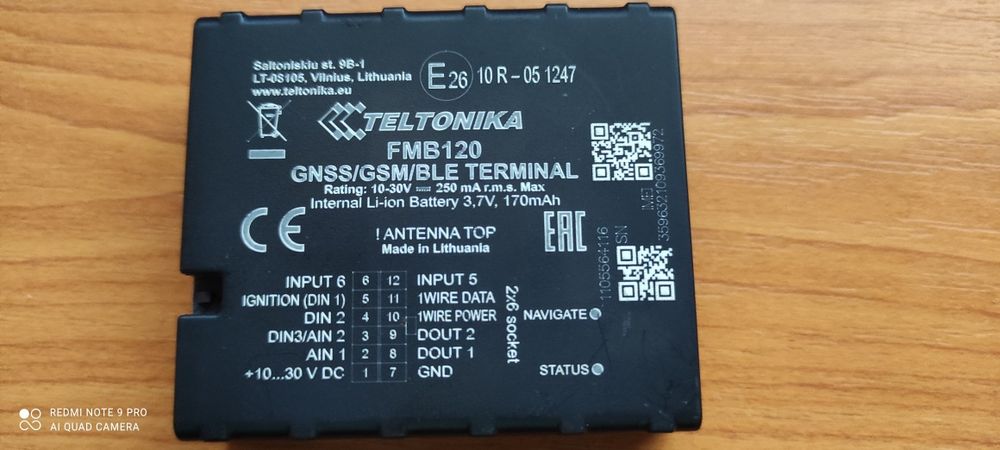 Saltoniskiu st. 9B-1
LT-08105, Vilnius, Lithuania
www.teltonika.eu
E26 10 R - 05 1247
TELTONIKA
FMB120
GNSS/GSM/BLE TERMINAL
Rating: 10-30V ⎓ 250 mA r.m.s. Max
Internal Li-ion Battery 3,7V, 170mAh
CE
! ANTENNA TOP
Made in Lithuania
EAC
IMEI
359632109369972
SN
1105564116
INPUT 6 6 12 INPUT 5
IGNITION (DIN 1) 5 11 1WIRE DATA
DIN 2 4 10 1WIRE POWER
DIN3/AIN 2 3 9 DOUT 2
AIN 1 2 8 DOUT 1
+10...30 V DC 1 7 GND
2x6 socket
NAVIGATE
STATUS
REDMI NOTE 9 PRO
AI QUAD CAMERA